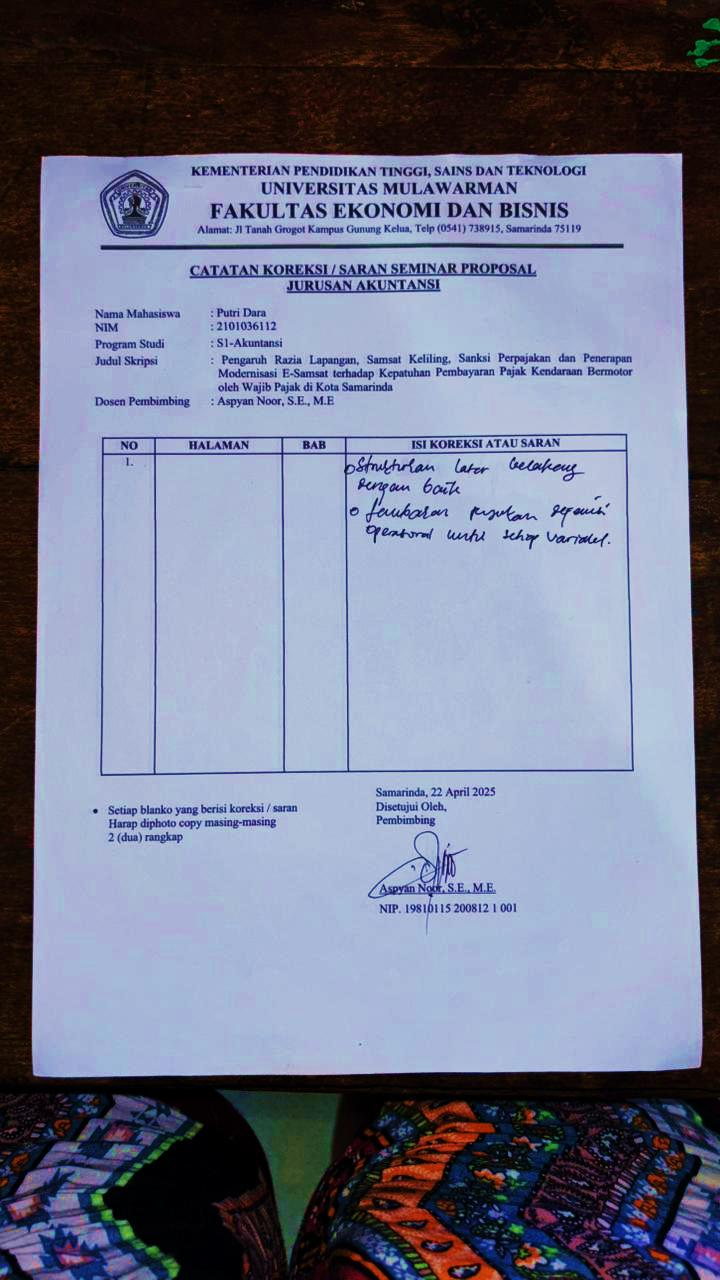 KEMENTERIAN PENDIDIKAN TINGGI, SAINS DAN TEKNOLOGI
UNIVERSITAS MULAWARMAN
FAKULTAS EKONOMI DAN BISNIS
Alamat: Jl Tanah Grogot Kampus Gunung Kelua, Telp (0541) 738915, Samarinda 75119
CATATAN KOREKSI / SARAN SEMINAR PROPOSAL
JURUSAN AKUNTANSI
Nama Mahasiswa : Putri Dara
NIM : 2101036112
Program Studi : S1-Akuntansi
Judul Skripsi : Pengaruh Razia Lapangan, Samsat Keliling, Sanksi Perpajakan dan Penerapan
Modernisasi E-Samsat terhadap Kepatuhan Pembayaran Pajak Kendaraan Bermotor
oleh Wajib Pajak di Kota Samarinda
Dosen Pembimbing : Aspyan Noor, S.E., M.E
NO HALAMAN BAB ISI KOREKSI ATAU SARAN
1. Strukturkan latar belakang
dengan baik
definisi
operasional untuk setiap variabel.
Samarinda, 22 April 2025
Disetujui Oleh,
Pembimbing
• Setiap blanko yang berisi koreksi / saran
Harap diphoto copy masing-masing
2 (dua) rangkap
Aspyan Noor, S.E., M.E.
NIP. 19810115 200812 1 001